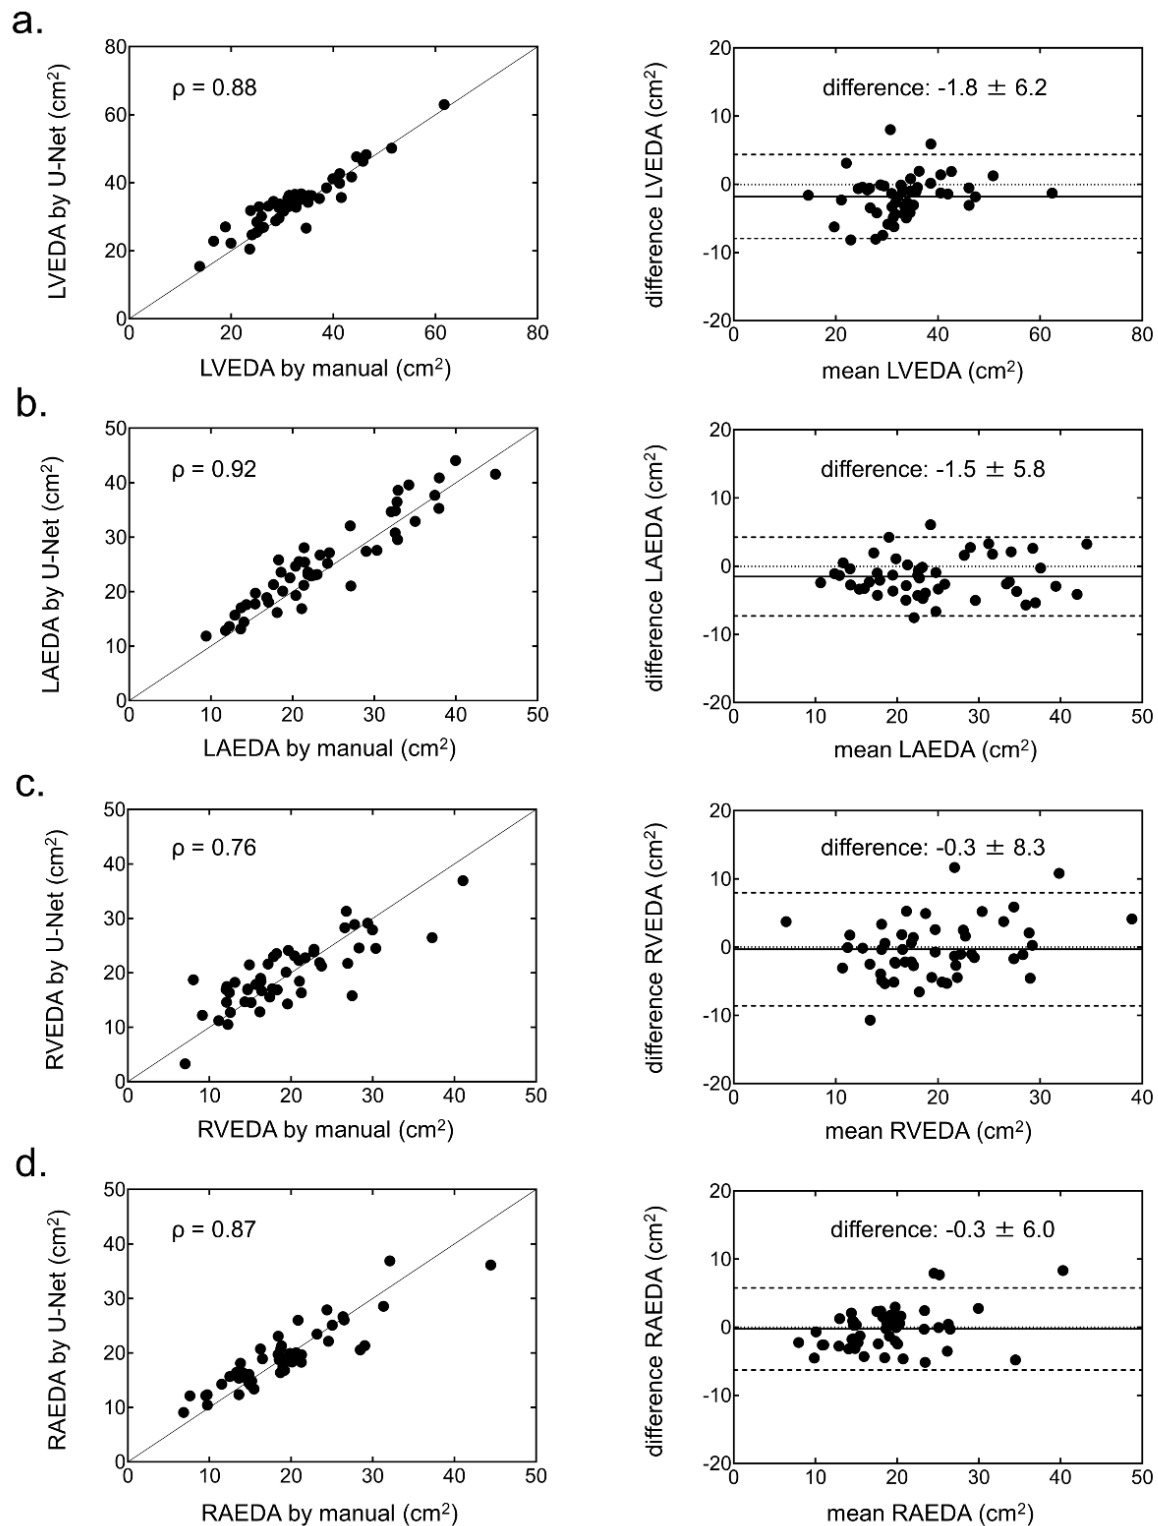 a.
80
60
40
20
0
LVEDA by U-Net (cm²)
ρ = 0.88
0 20 40 60 80
LVEDA by manual (cm²)
20
10
0
-10
-20
difference LVEDA (cm²)
difference: -1.8 ± 6.2
0 20 40 60 80
mean LVEDA (cm²)
b.
50
40
30
20
10
0
LAEDA by U-Net (cm²)
ρ = 0.92
0 10 20 30 40 50
LAEDA by manual (cm²)
20
10
0
-10
-20
difference LAEDA (cm²)
difference: -1.5 ± 5.8
0 10 20 30 40 50
mean LAEDA (cm²)
c.
50
40
30
20
10
0
RVEDA by U-Net (cm²)
ρ = 0.76
0 10 20 30 40 50
RVEDA by manual (cm²)
20
10
0
-10
-20
difference RVEDA (cm²)
difference: -0.3 ± 8.3
0 10 20 30 40
mean RVEDA (cm²)
d.
50
40
30
20
10
0
RAEDA by U-Net (cm²)
ρ = 0.87
0 10 20 30 40 50
RAEDA by manual (cm²)
20
10
0
-10
-20
difference RAEDA (cm²)
difference: -0.3 ± 6.0
0 10 20 30 40 50
mean RAEDA (cm²)